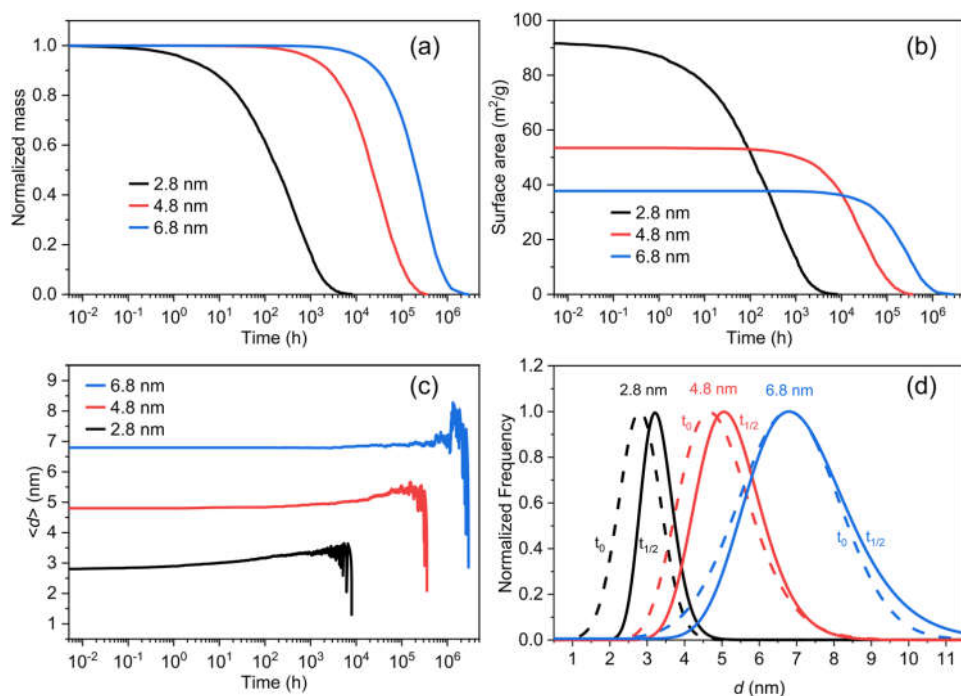 (a)
1.0
0.8
0.6
0.4
0.2
0.0
Normalized mass
2.8 nm
4.8 nm
6.8 nm
10⁻² 10⁻¹ 10⁰ 10¹ 10² 10³ 10⁴ 10⁵ 10⁶
Time (h)
(b)
100
80
60
40
20
0
Surface area (m²/g)
2.8 nm
4.8 nm
6.8 nm
10⁻² 10⁻¹ 10⁰ 10¹ 10² 10³ 10⁴ 10⁵ 10⁶
Time (h)
(c)
9
8
7
6
5
4
3
2
1
<d> (nm)
6.8 nm
4.8 nm
2.8 nm
10⁻² 10⁻¹ 10⁰ 10¹ 10² 10³ 10⁴ 10⁵ 10⁶
Time (h)
(d)
1.2
1.0
0.8
0.6
0.4
0.2
0.0
Normalized Frequency
2.8 nm 4.8 nm 6.8 nm
t₀ t₁/₂
t₀ t₁/₂
t₀ t₁/₂
1 2 3 4 5 6 7 8 9 10 11
d (nm)